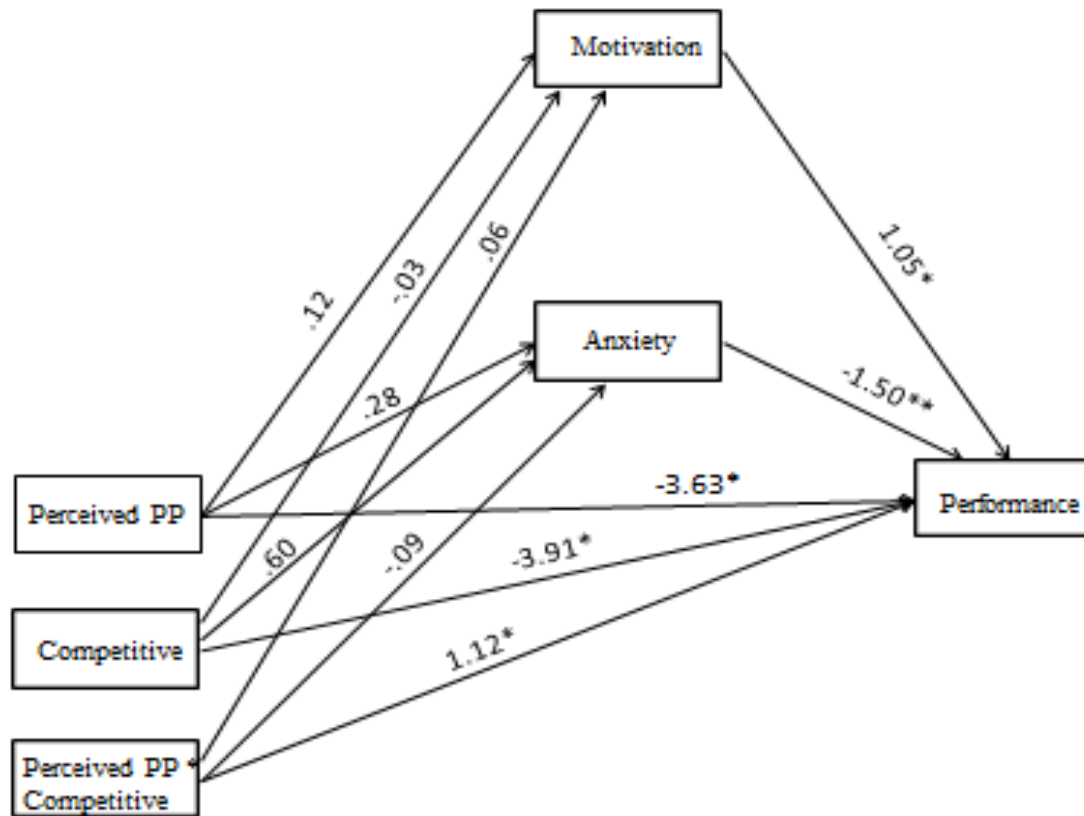 Motivation
.12
-.03
.06
1.05*
Anxiety
.28
-1.50**
Perceived PP
-3.63*
Performance
.60
-.09
-3.91*
Competitive
1.12*
Perceived PP *
Competitive